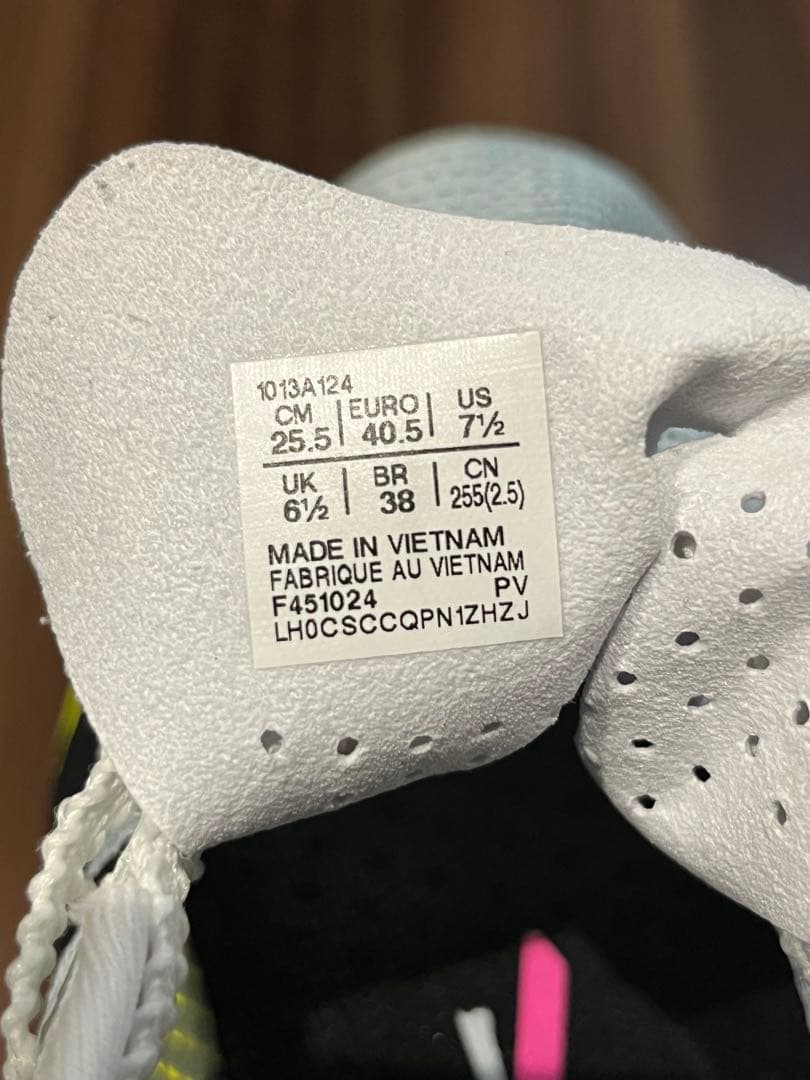 1013A124
CM | EURO | US
25.5 | 40.5 | 7½
UK | BR | CN
6½ | 38 | 255(2.5)
MADE IN VIETNAM
FABRIQUE AU VIETNAM
F451024 PV
LH0CSCCQPN1ZHZJ